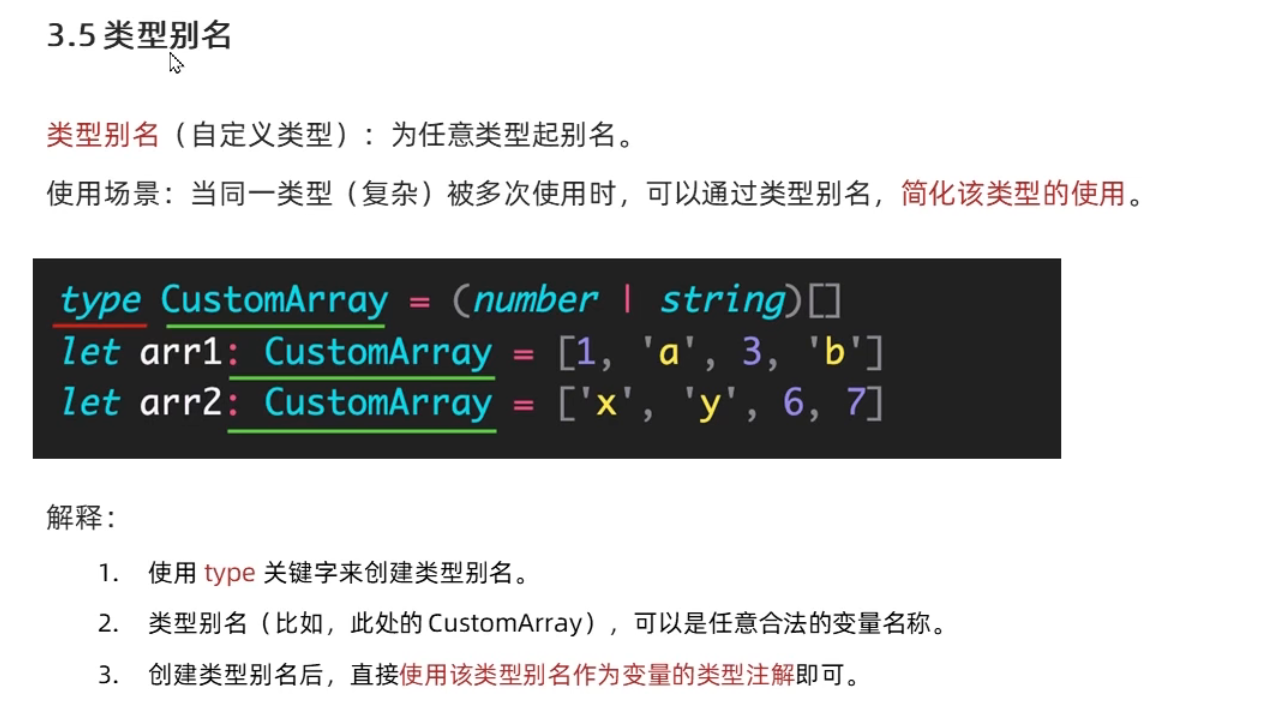 3.5 类型别名
类型别名（自定义类型）：为任意类型起别名。
使用场景：当同一类型（复杂）被多次使用时，可以通过类型别名，简化该类型的使用。
type CustomArray = (number | string)[]
let arr1: CustomArray = [1, 'a', 3, 'b']
let arr2: CustomArray = ['x', 'y', 6, 7]
解释：
1. 使用 type 关键字来创建类型别名。
2. 类型别名（比如，此处的 CustomArray），可以是任意合法的变量名称。
3. 创建类型别名后，直接使用该类型别名作为变量的类型注解即可。